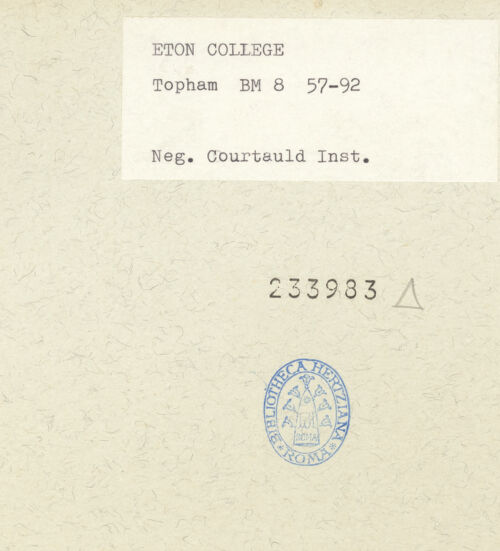 ETON COLLEGE
Topham BM 8 57-92
Neg. Courtauld Inst.
233983 △
BIBLIOTHECA HERTZIANA
ROMA